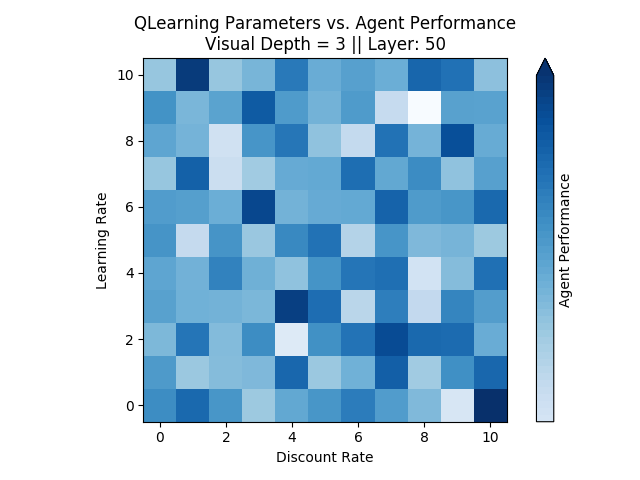 QLearning Parameters vs. Agent Performance
Visual Depth = 3 || Layer: 50
10
8
6
4
2
0
Learning Rate
0 2 4 6 8 10
Discount Rate
Agent Performance